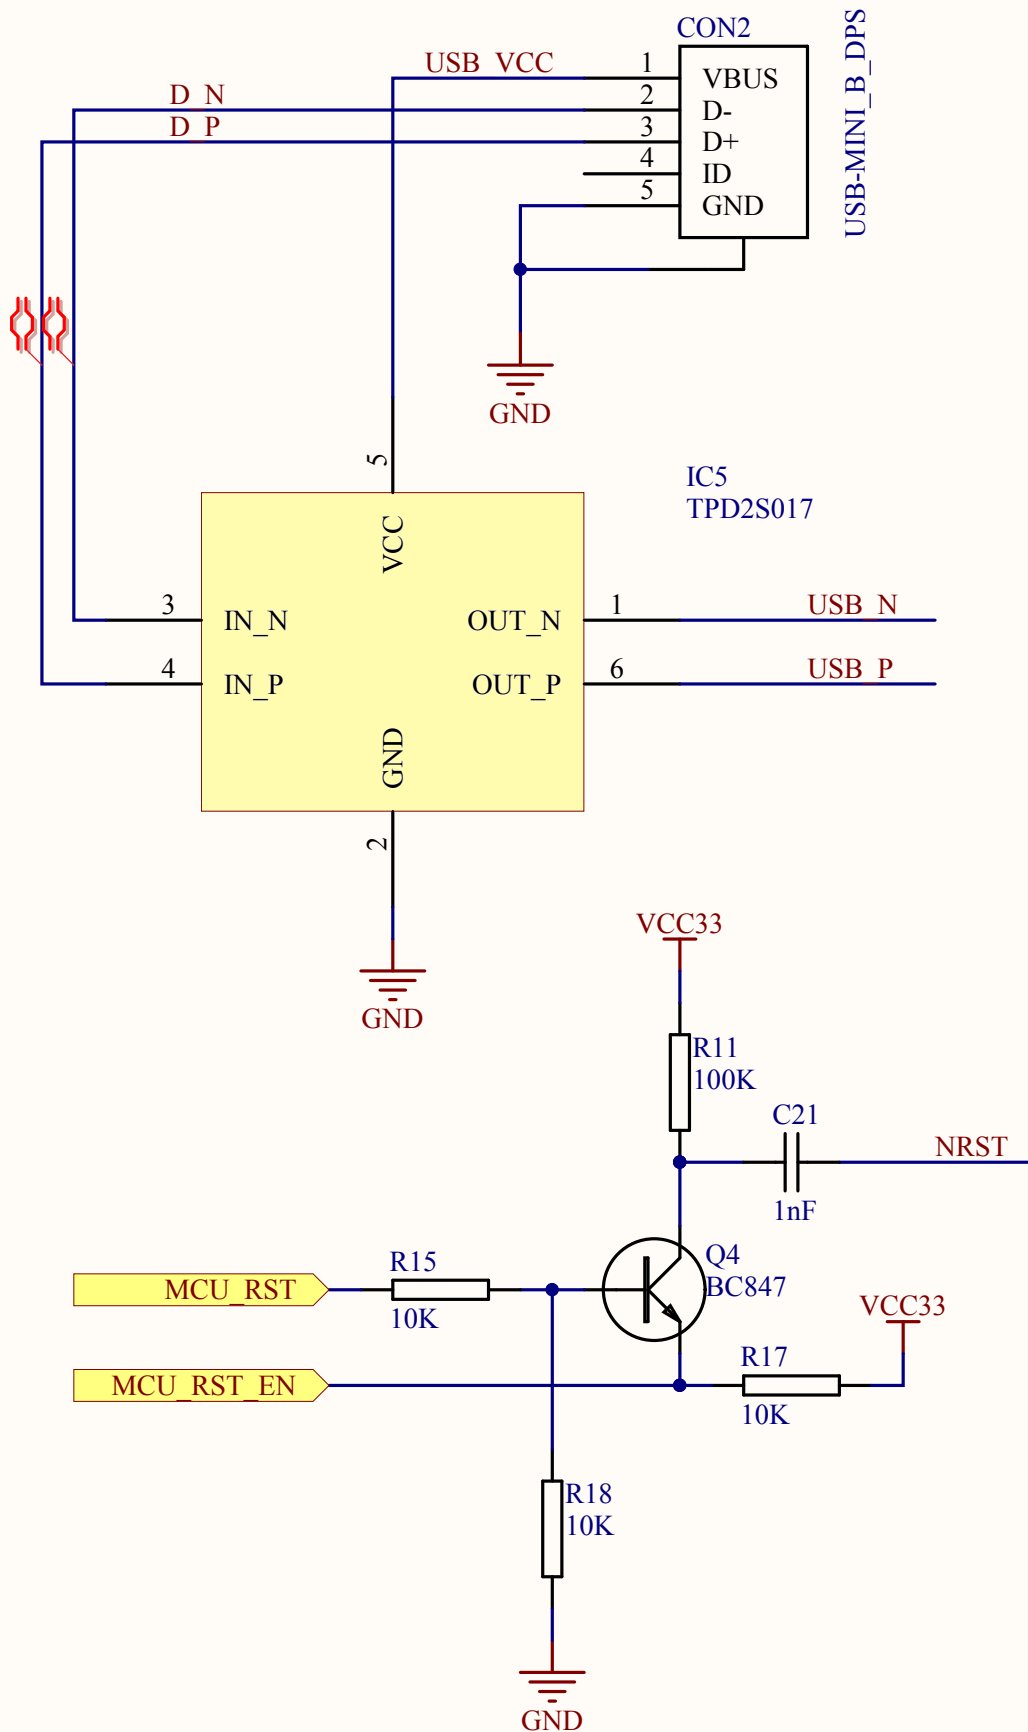 CON2
USB_VCC
1
VBUS
D_N
2
D-
D_P
3
D+
4
ID
5
GND
USB-MINI_B_DPS
GND
IC5
TPD2S017
5
VCC
3
IN_N
OUT_N
1
USB_N
4
IN_P
OUT_P
6
USB_P
GND
2
GND
VCC33
R11
100K
C21
1nF
NRST
R15
10K
MCU_RST
Q4
BC847
VCC33
MCU_RST_EN
R17
10K
R18
10K
GND